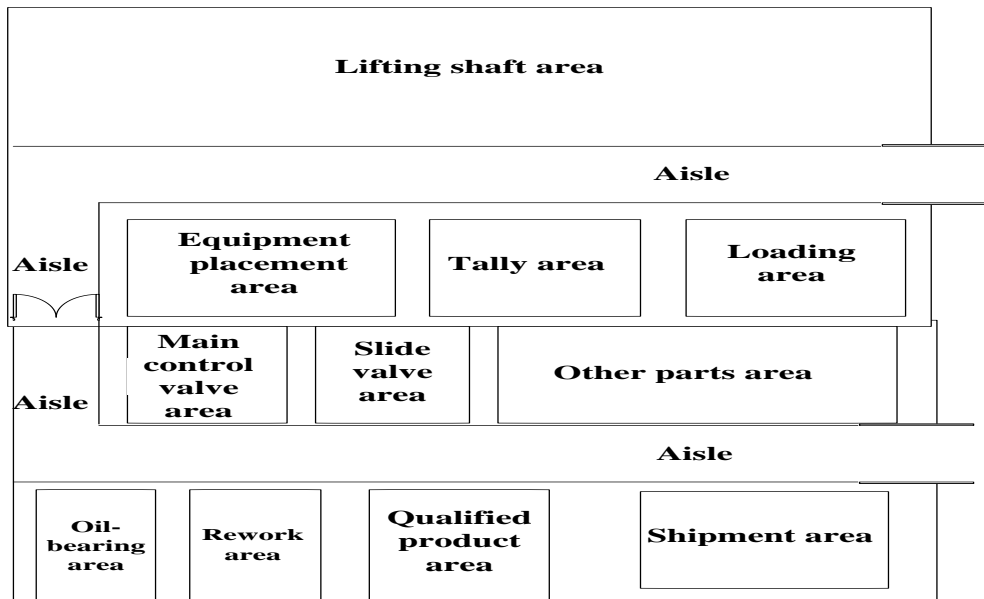 Lifting shaft area
Aisle
Equipment
placement
area
Tally area
Loading
area
Aisle
Main
control
valve
area
Slide
valve
area
Other parts area
Aisle
Aisle
Oil-
bearing
area
Rework
area
Qualified
product
area
Shipment area